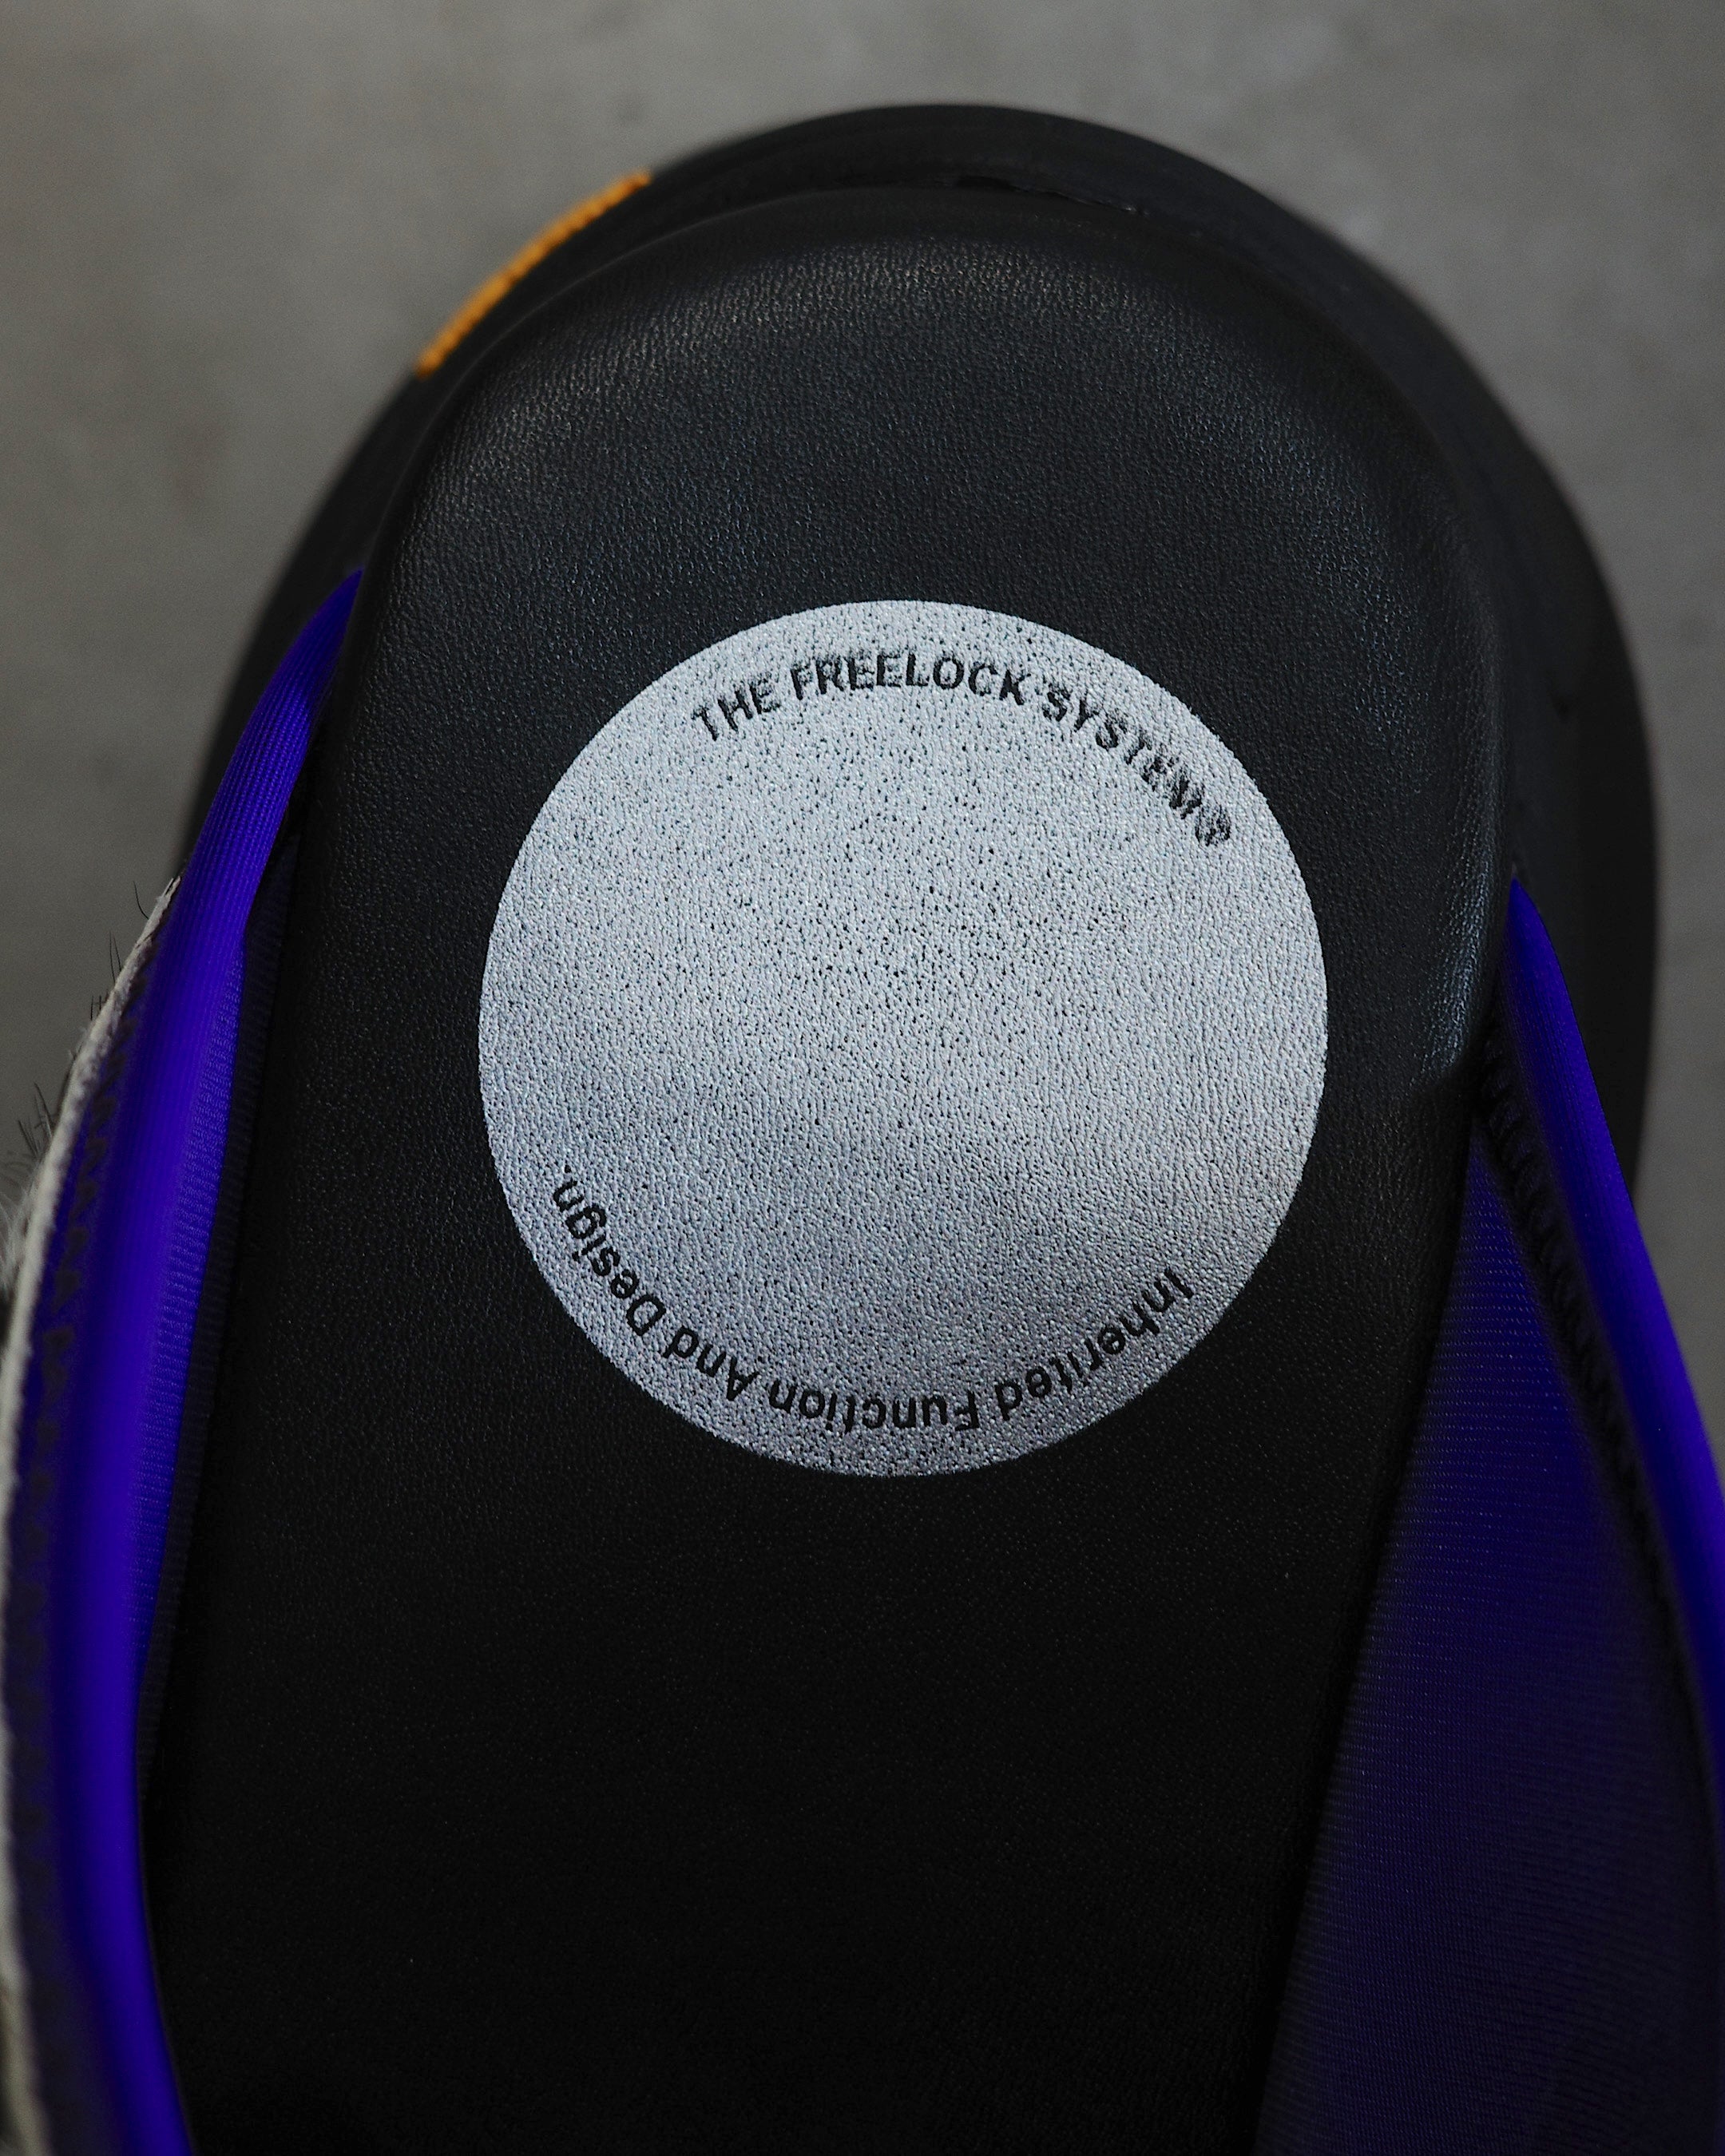 THE FREELOCK SYSTEM®
Inherited Function And Design.